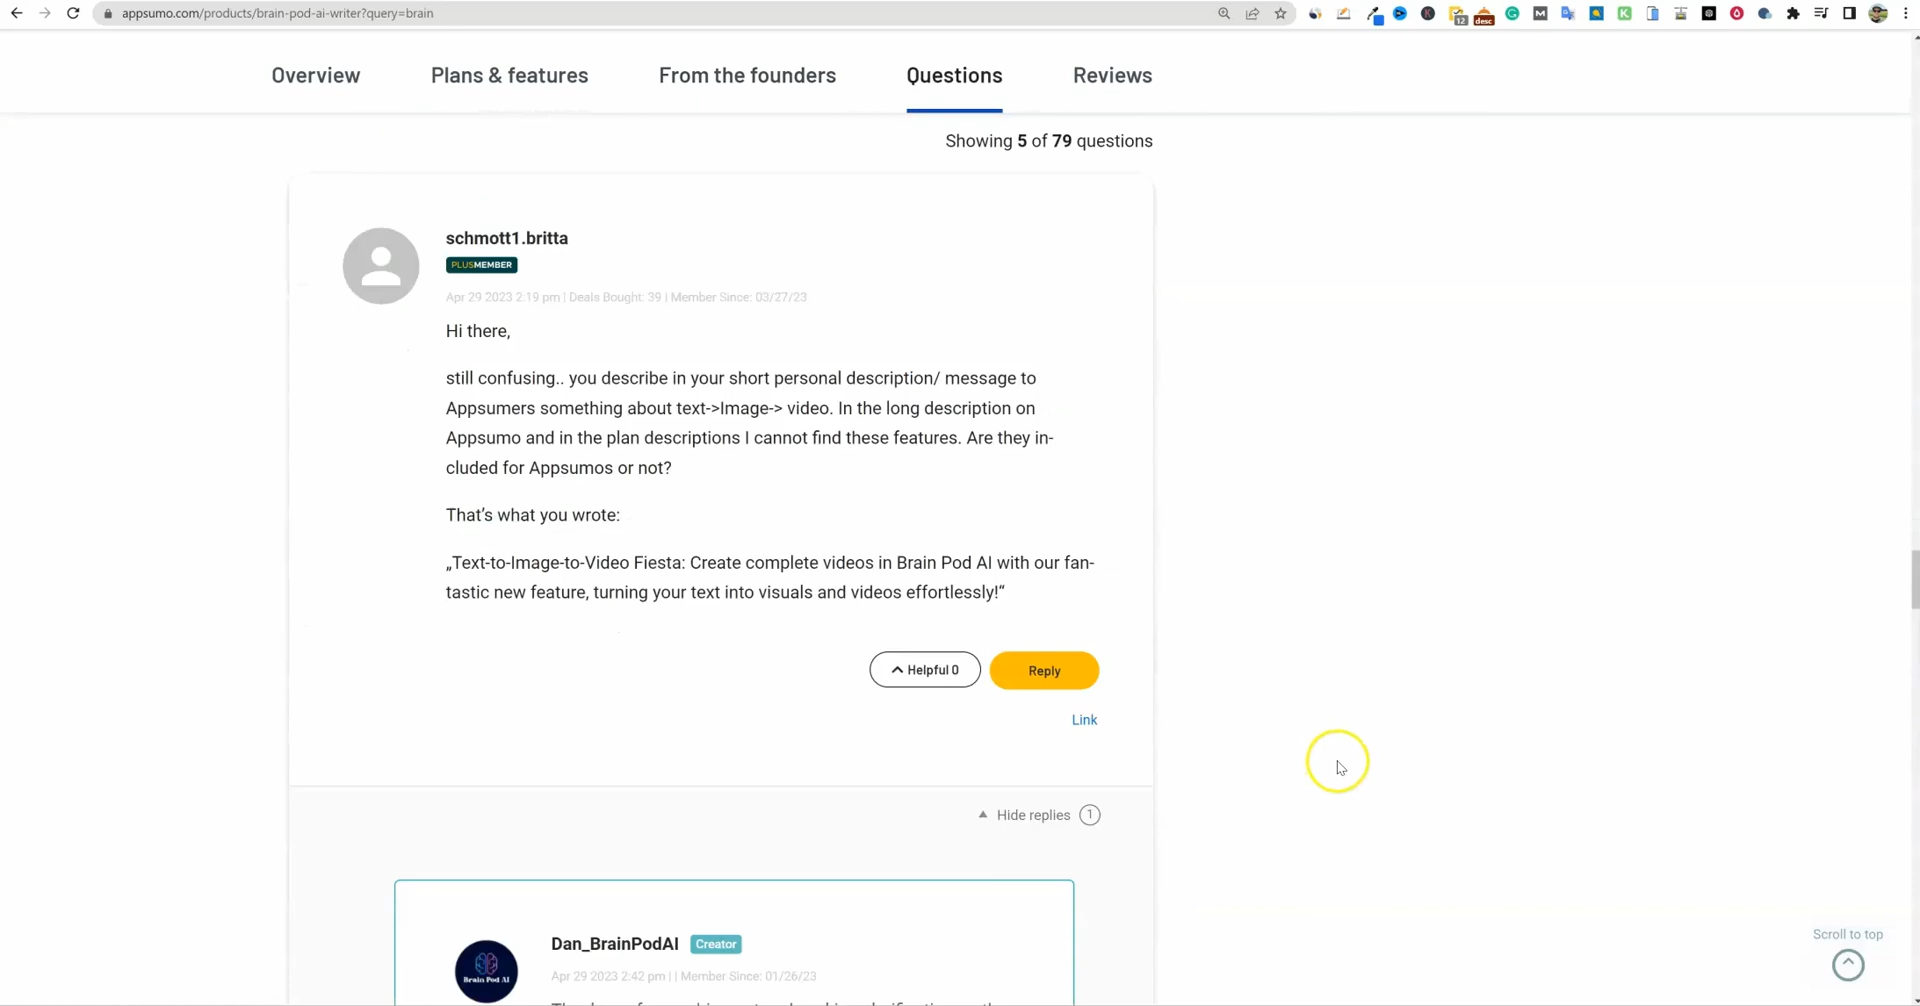 appsumo.com/products/brain-pod-ai-writer?query=brain
12
desc
Overview
Plans & features
From the founders
Questions
Reviews
Showing 5 of 79 questions
schmott1.britta
PLUSMEMBER
Apr 29 2023 2:19 pm | Deals Bought: 39 | Member Since: 03/27/23
Hi there,
still confusing.. you describe in your short personal description/ message to
Appsumers something about text->Image-> video. In the long description on
Appsumo and in the plan descriptions I cannot find these features. Are they in-
cluded for Appsumos or not?
That’s what you wrote:
„Text-to-Image-to-Video Fiesta: Create complete videos in Brain Pod AI with our fan-
tastic new feature, turning your text into visuals and videos effortlessly!“
Helpful 0
Reply
Link
Hide replies 1
Dan_BrainPodAI Creator
Brain Pod AI
Apr 29 2023 2:42 pm | | Member Since: 01/26/23
Scroll to top